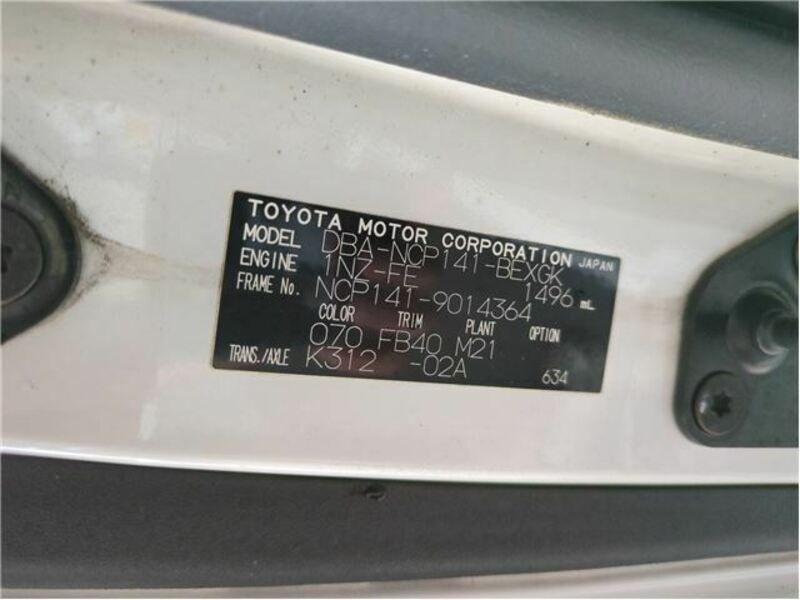 TOYOTA MOTOR CORPORATION JAPAN
MODEL DBA-NCP141-BEXGK
ENGINE 1NZ-FE 1496 mL
FRAME No. NCP141-9014364
COLOR TRIM PLANT OPTION
070 FB40 M21
TRANS./AXLE K312 -02A 634